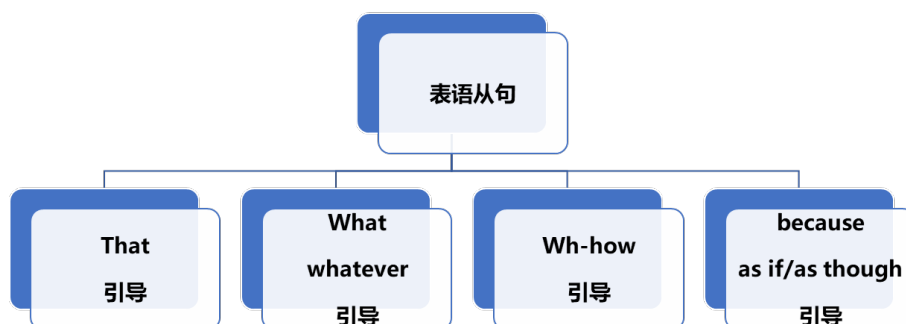 表语从句
That
引导
What
whatever
引导
Wh-how
引导
because
as if/as though
引导